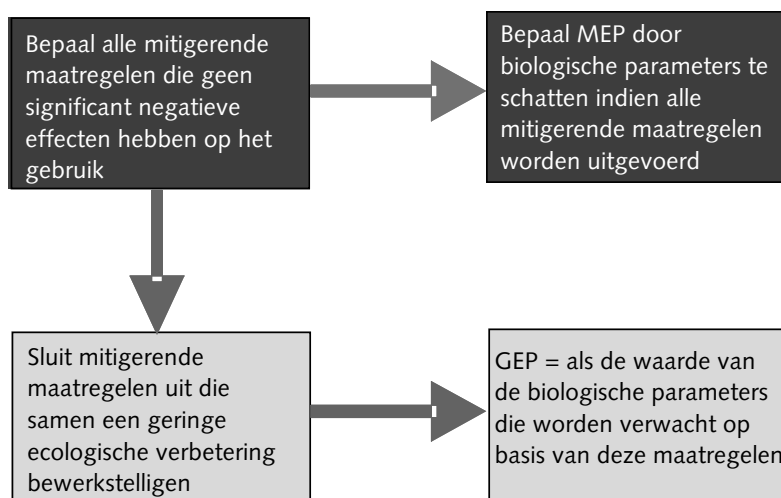 Bepaal alle mitigerende
maatregelen die geen
significant negatieve
effecten hebben op het
gebruik
Bepaal MEP door
biologische parameters te
schatten indien alle
mitigerende maatregelen
worden uitgevoerd
Sluit mitigerende
maatregelen uit die
samen een geringe
ecologische verbetering
bewerkstelligen
GEP = als de waarde van
de biologische parameters
die worden verwacht op
basis van deze maatregelen